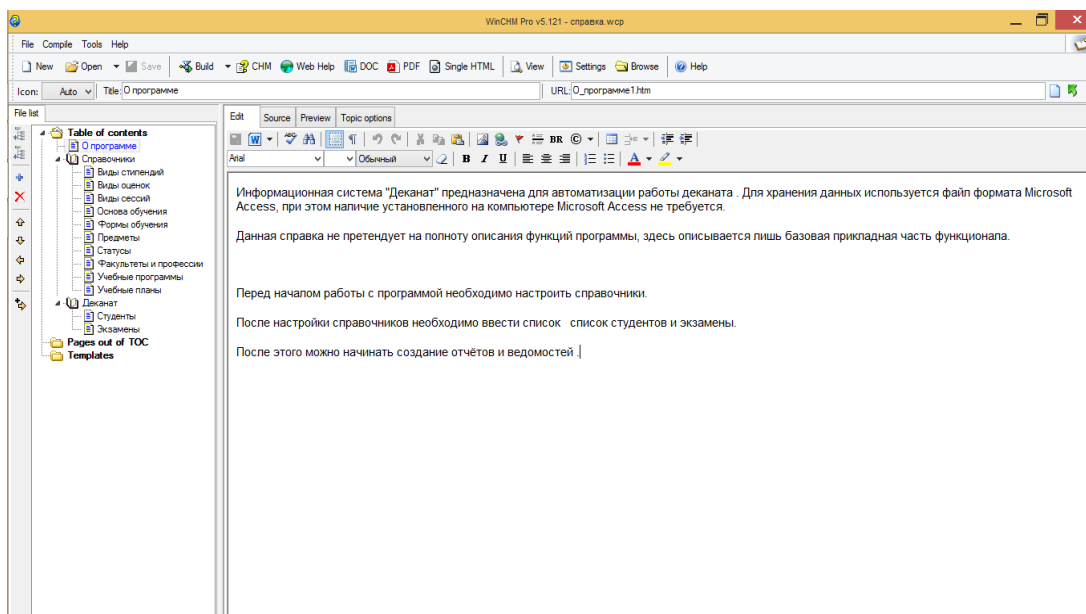 WinCHM Pro v5.121 - справка.wcp
File Compile Tools Help
New Open Save Build CHM Web Help DOC PDF Single HTML View Settings Browse Help
Icon: Auto Title: О программе URL: О_программе1.htm
File list
Table of contents
О программе
Справочники
Виды стипендий
Виды оценок
Виды сессий
Основа обучения
Формы обучения
Предметы
Статусы
Факультеты и профессии
Учебные программы
Учебные планы
Деканат
Студенты
Экзамены
Pages out of TOC
Templates
Edit Source Preview Topic options
BR ©
Arial Обычный B I U A
Информационная система "Деканат" предназначена для автоматизации работы деканата . Для хранения данных используется файл формата Microsoft
Access, при этом наличие установленного на компьютере Microsoft Access не требуется.
Данная справка не претендует на полноту описания функций программы, здесь описывается лишь базовая прикладная часть функционала.
Перед началом работы с программой необходимо настроить справочники.
После настройки справочников необходимо ввести список   список студентов и экзамены.
После этого можно начинать создание отчётов и ведомостей .